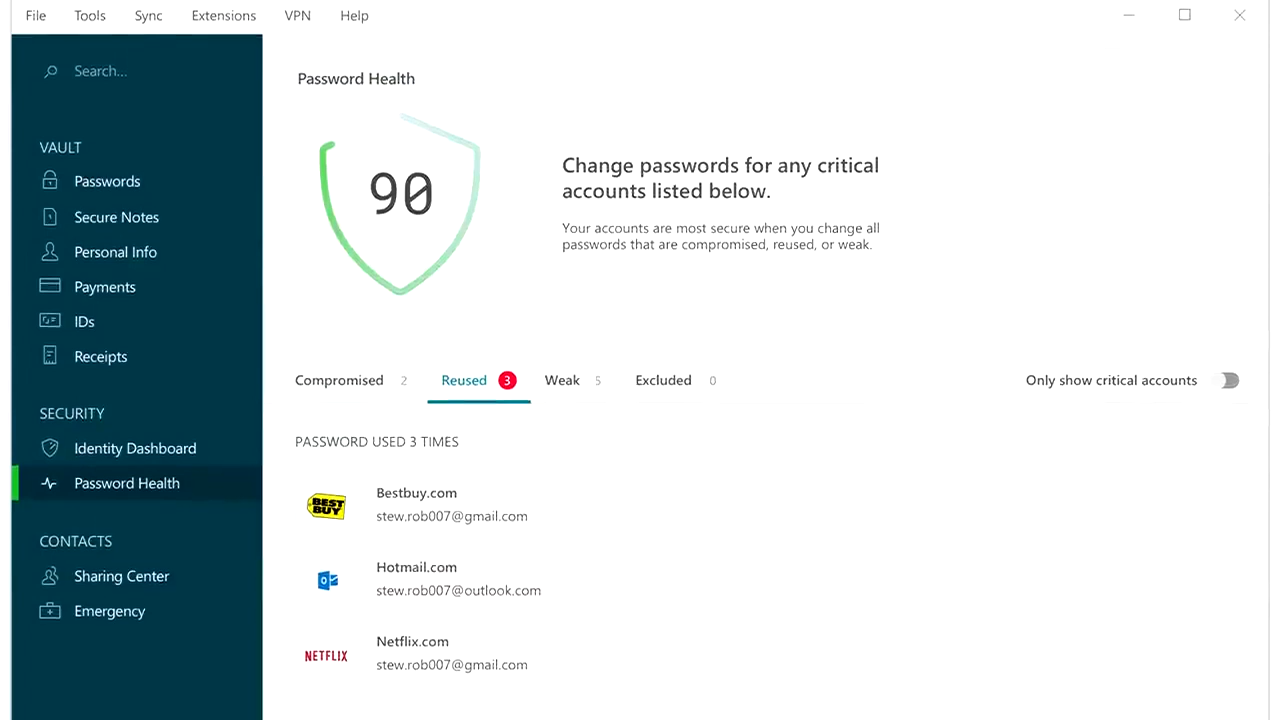 File Tools Sync Extensions VPN Help
Search...
VAULT
Passwords
Secure Notes
Personal Info
Payments
IDs
Receipts
SECURITY
Identity Dashboard
Password Health
CONTACTS
Sharing Center
Emergency
Password Health
90
Change passwords for any critical
accounts listed below.
Your accounts are most secure when you change all
passwords that are compromised, reused, or weak.
Compromised 2 Reused 3 Weak 5 Excluded 0 Only show critical accounts
PASSWORD USED 3 TIMES
BEST
BUY
Bestbuy.com
stew.rob007@gmail.com
Hotmail.com
stew.rob007@outlook.com
NETFLIX
Netflix.com
stew.rob007@gmail.com